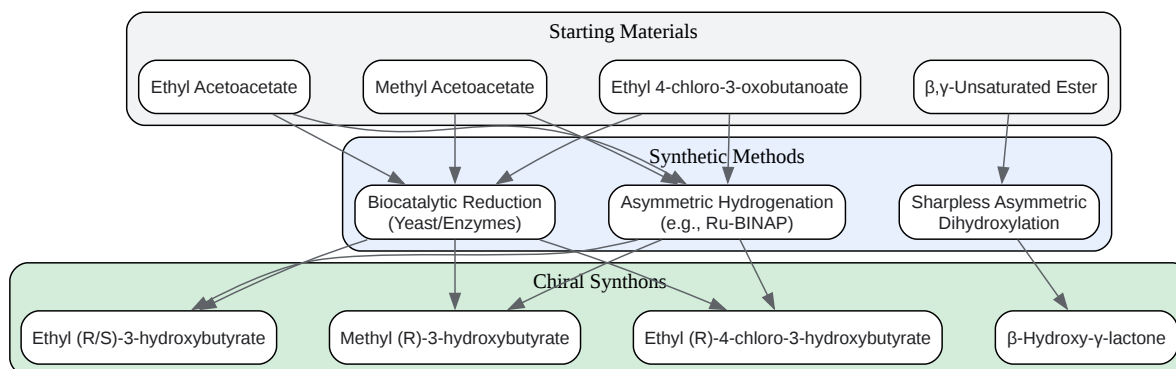 Starting Materials
Ethyl Acetoacetate
Methyl Acetoacetate
Ethyl 4-chloro-3-oxobutanoate
β,γ-Unsaturated Ester
Synthetic Methods
Biocatalytic Reduction
(Yeast/Enzymes)
Asymmetric Hydrogenation
(e.g., Ru-BINAP)
Sharpless Asymmetric
Dihydroxylation
Chiral Synthons
Ethyl (R/S)-3-hydroxybutyrate
Methyl (R)-3-hydroxybutyrate
Ethyl (R)-4-chloro-3-hydroxybutyrate
β-Hydroxy-γ-lactone